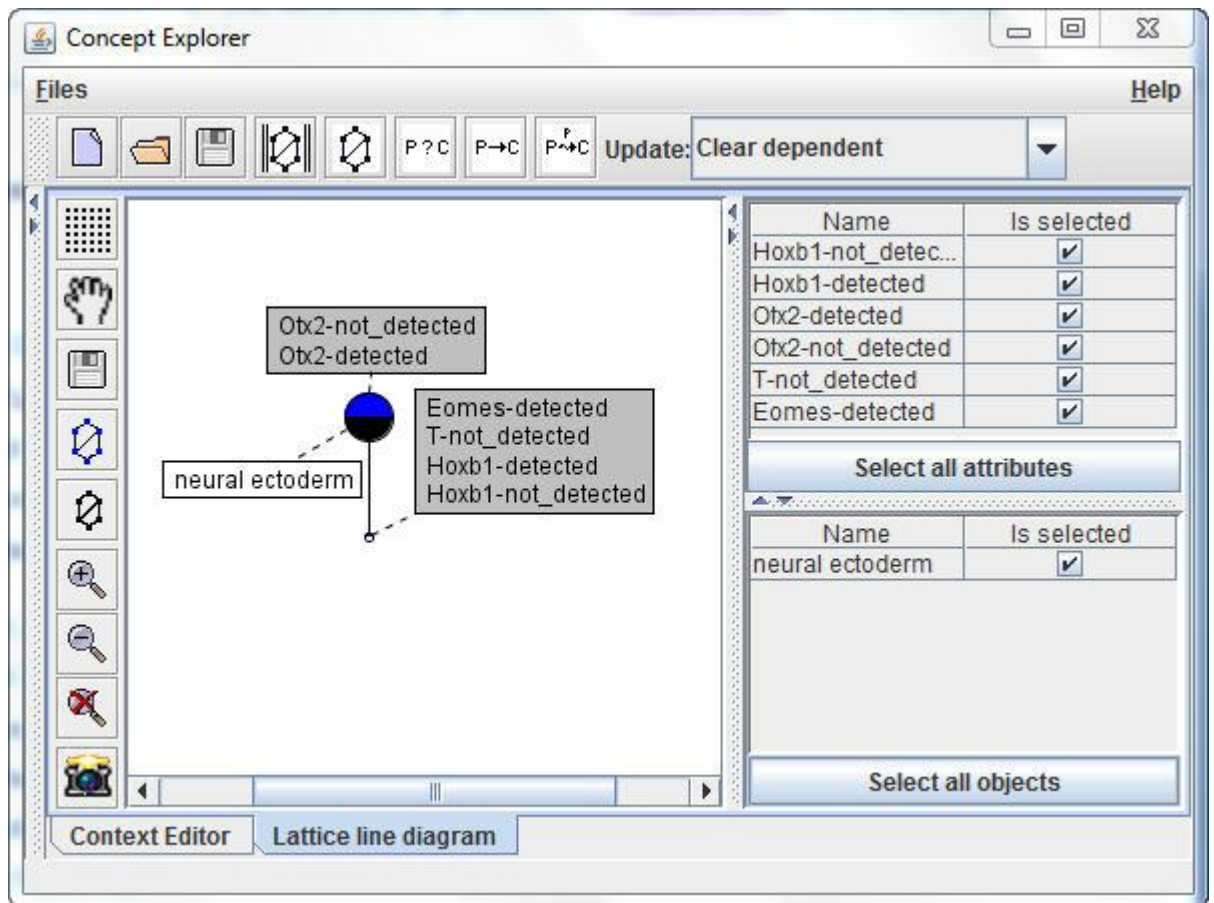 Concept Explorer
Files
Help
P?C
P→C
P
P↝C
Update:
Clear dependent
Otx2-not_detected
Otx2-detected
neural ectoderm
Eomes-detected
T-not_detected
Hoxb1-detected
Hoxb1-not_detected
Name Is selected
Hoxb1-not_detec...
Hoxb1-detected
Otx2-detected
Otx2-not_detected
T-not_detected
Eomes-detected
Select all attributes
Name Is selected
neural ectoderm
Select all objects
Context Editor
Lattice line diagram